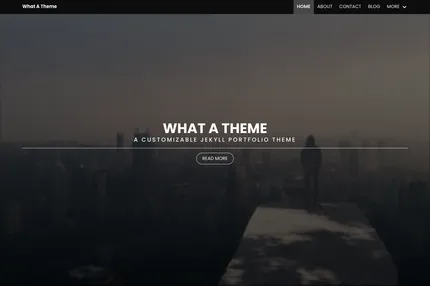 What A Theme
HOME ABOUT CONTACT BLOG MORE
WHAT A THEME
A CUSTOMIZABLE JEKYLL PORTFOLIO THEME
READ MORE